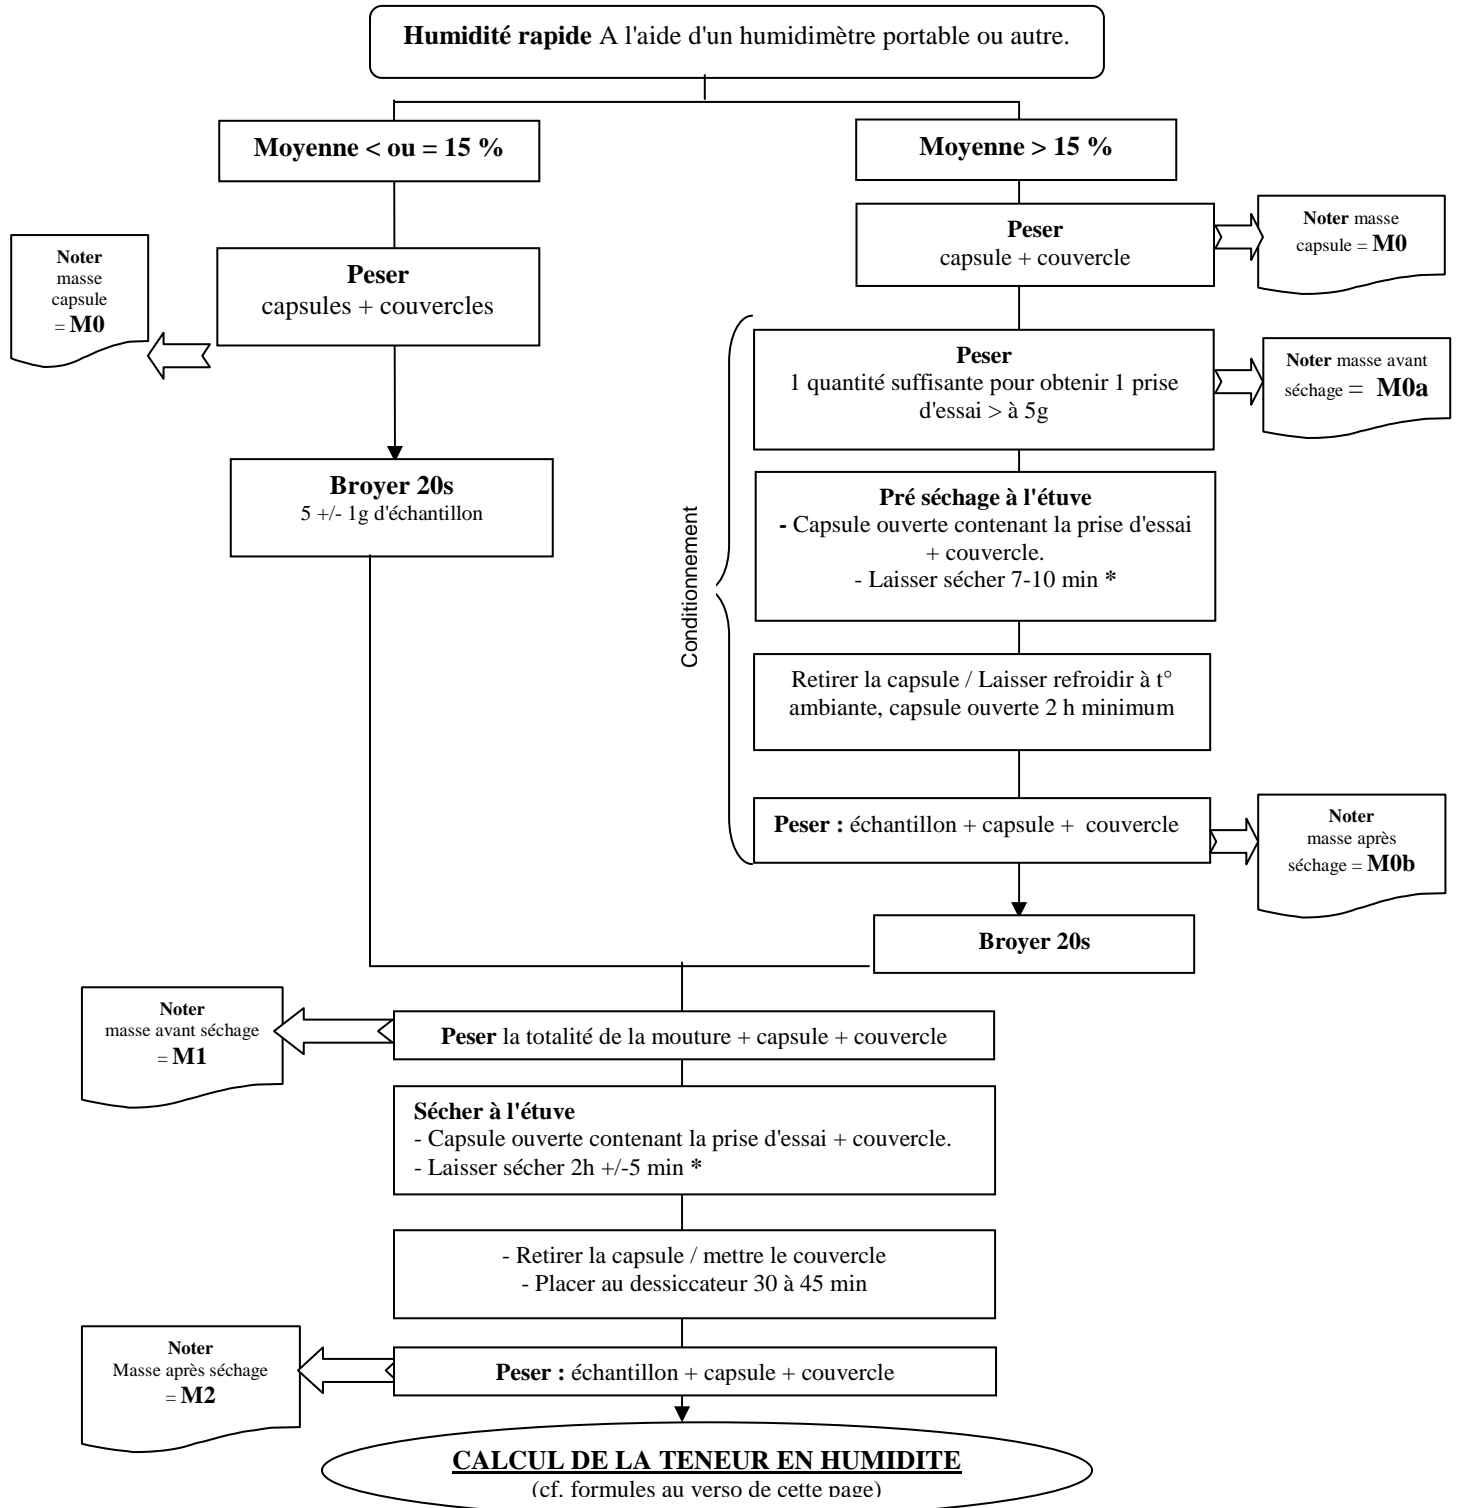 Humidité rapide A l'aide d'un humidimètre portable ou autre.
Moyenne < ou = 15 %
Moyenne > 15 %
Peser
capsules + couvercles
Noter
masse
capsule
= M0
Broyer 20s
5 +/- 1g d'échantillon
Peser
capsule + couvercle
Noter masse
capsule = M0
Conditionnement
Peser
1 quantité suffisante pour obtenir 1 prise
d'essai > à 5g
Noter masse avant
séchage = M0a
Pré séchage à l'étuve
- Capsule ouverte contenant la prise d'essai
+ couvercle.
- Laisser sécher 7-10 min *
Retirer la capsule / Laisser refroidir à t°
ambiante, capsule ouverte 2 h minimum
Peser : échantillon + capsule + couvercle
Noter
masse après
séchage = M0b
Broyer 20s
Peser la totalité de la mouture + capsule + couvercle
Noter
masse avant séchage
= M1
Sécher à l'étuve
- Capsule ouverte contenant la prise d'essai + couvercle.
- Laisser sécher 2h +/-5 min *
- Retirer la capsule / mettre le couvercle
- Placer au dessiccateur 30 à 45 min
Peser : échantillon + capsule + couvercle
Noter
Masse après séchage
= M2
CALCUL DE LA TENEUR EN HUMIDITE
(cf. formules au verso de cette page)